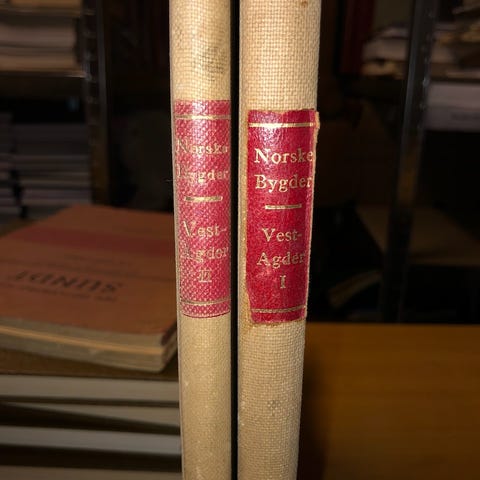 Norske
Bygder
Vest-
Agder
II
Norske
Bygder
Vest-
Agder
I